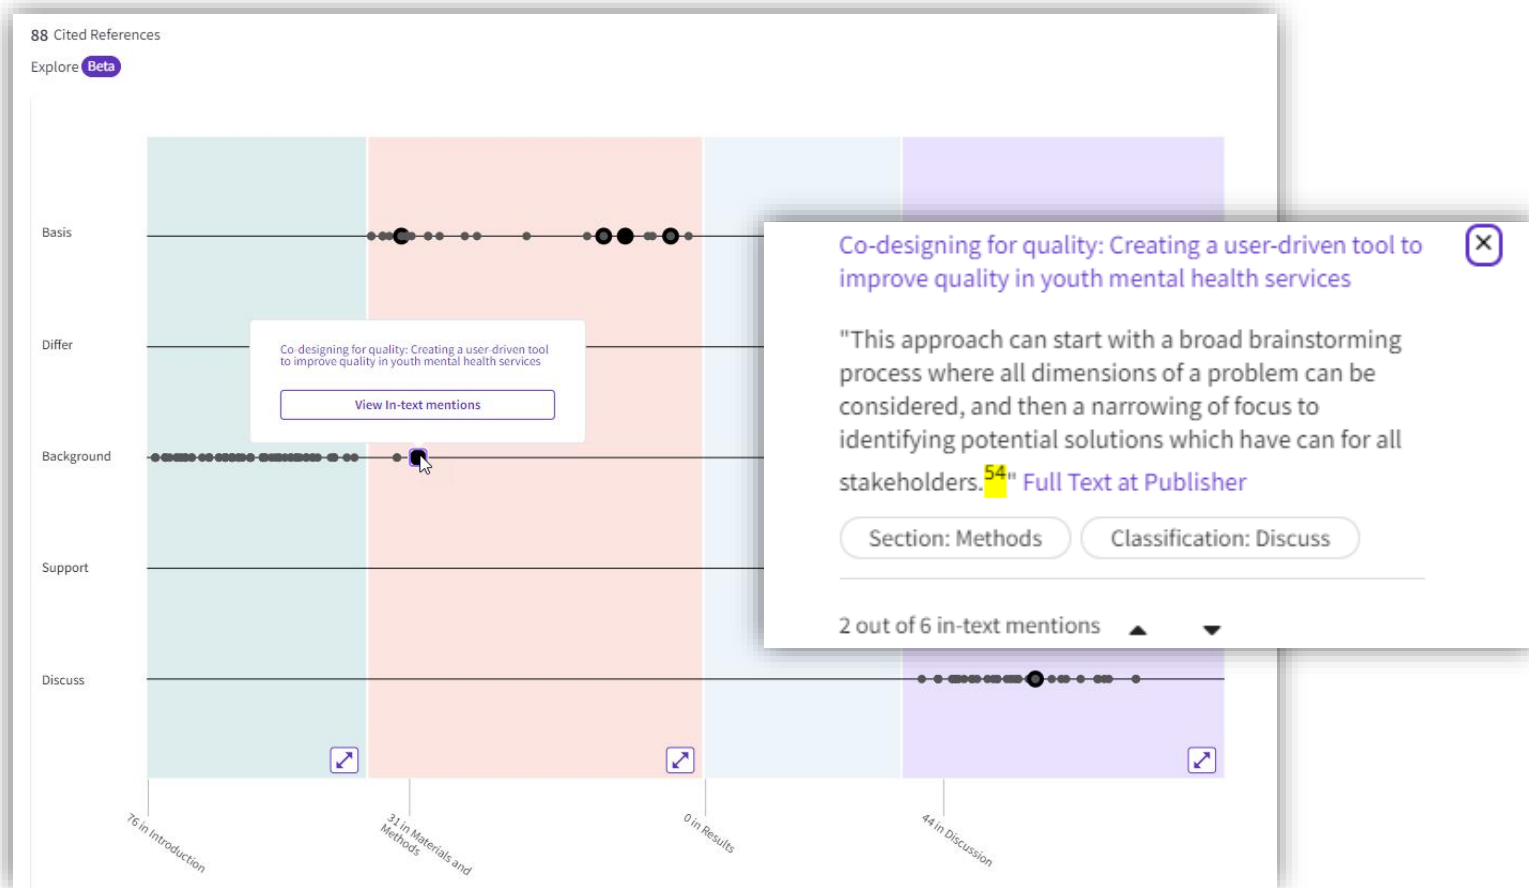 88 Cited References
Explore Beta
Basis
Differ
Background
Support
Discuss
Co-designing for quality: Creating a user-driven tool
to improve quality in youth mental health services
View In-text mentions
76 in Introduction
31 in Materials and
Methods
0 in Results
44 in Discussion
Co-designing for quality: Creating a user-driven tool to
improve quality in youth mental health services
"This approach can start with a broad brainstorming
process where all dimensions of a problem can be
considered, and then a narrowing of focus to
identifying potential solutions which have can for all
stakeholders.54" Full Text at Publisher
Section: Methods
Classification: Discuss
2 out of 6 in-text mentions